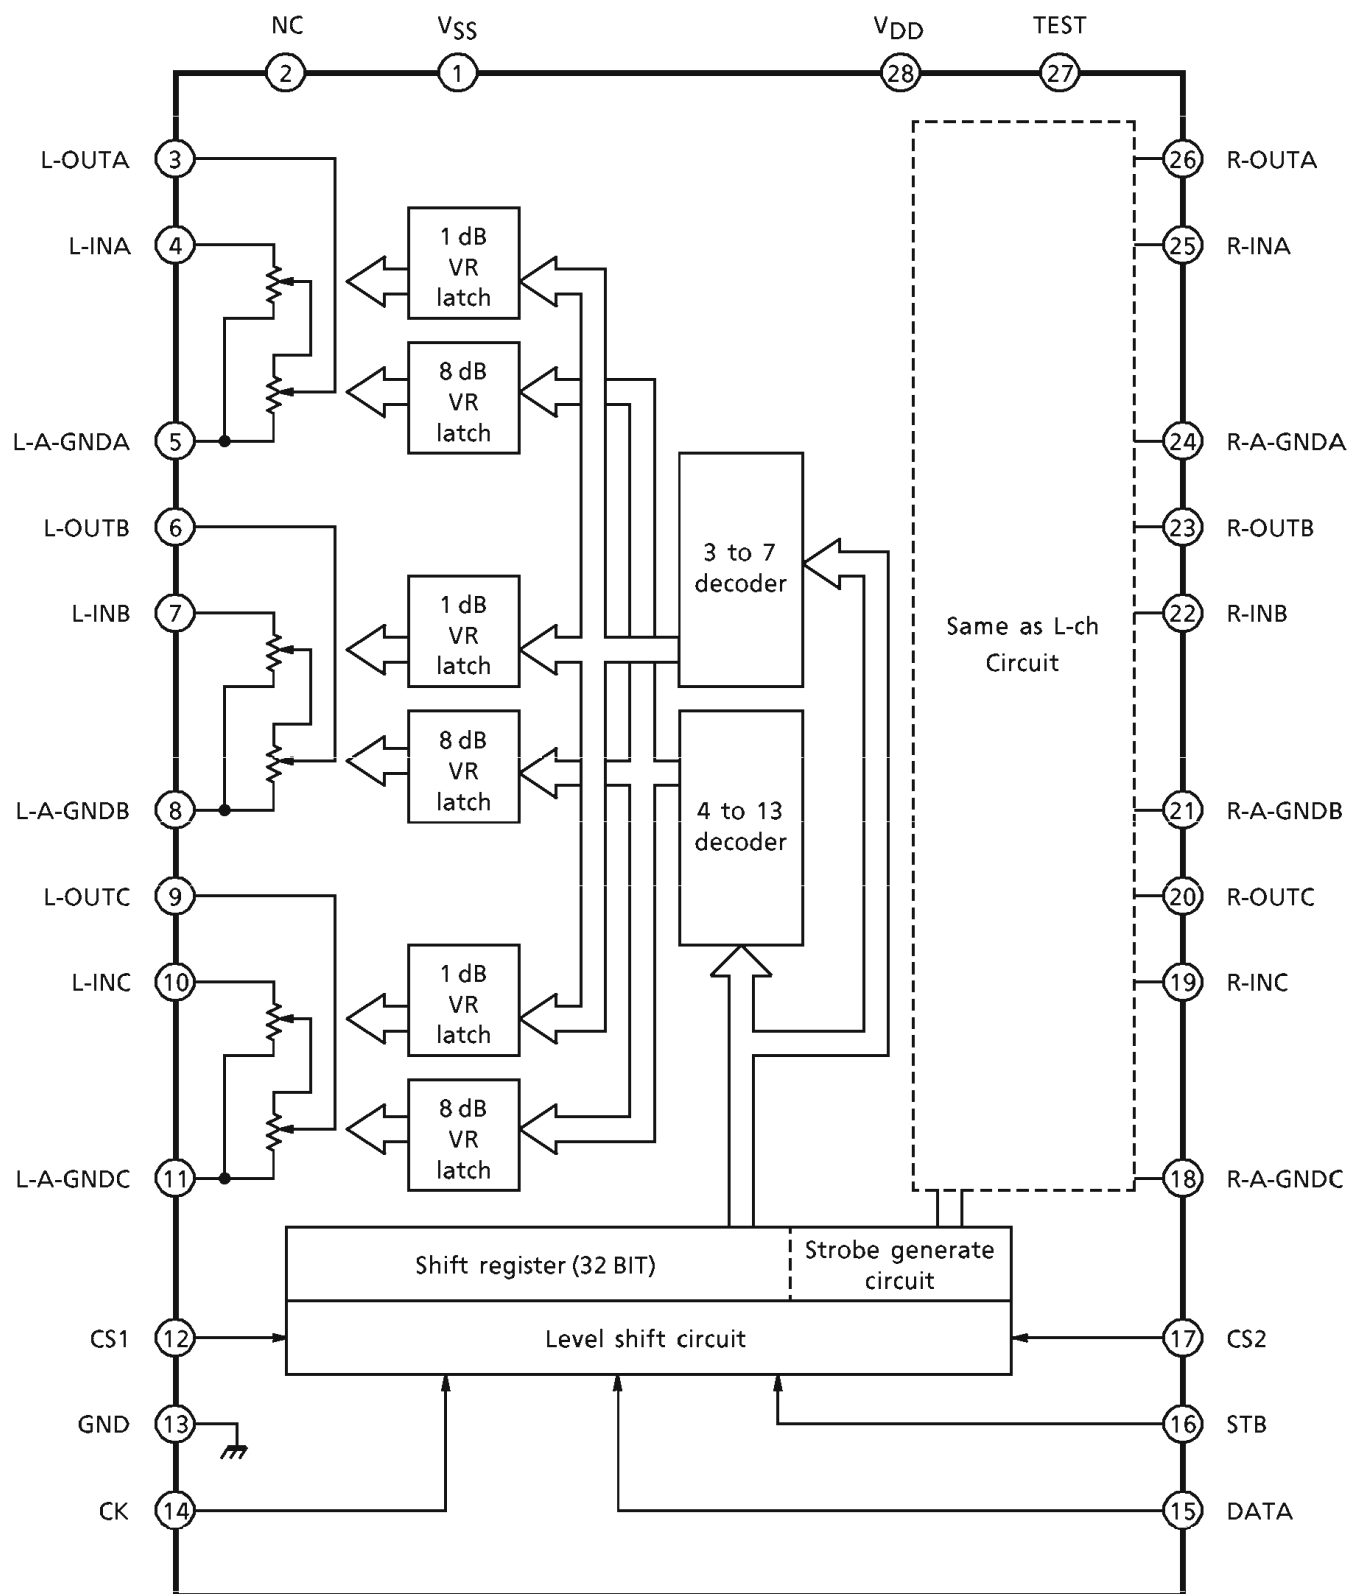 NC
VSS
VDD
TEST
2
1
28
27
L-OUTA
3
26
R-OUTA
L-INA
4
25
R-INA
1 dB
VR
latch
8 dB
VR
latch
L-A-GNDA
5
24
R-A-GNDA
L-OUTB
6
23
R-OUTB
3 to 7
decoder
L-INB
7
22
R-INB
1 dB
VR
latch
Same as L-ch
Circuit
8 dB
VR
latch
L-A-GNDB
8
21
R-A-GNDB
4 to 13
decoder
L-OUTC
9
20
R-OUTC
L-INC
10
19
R-INC
1 dB
VR
latch
8 dB
VR
latch
L-A-GNDC
11
18
R-A-GNDC
Shift register (32 BIT)
Strobe generate
circuit
CS1
12
Level shift circuit
17
CS2
GND
13
16
STB
CK
14
15
DATA